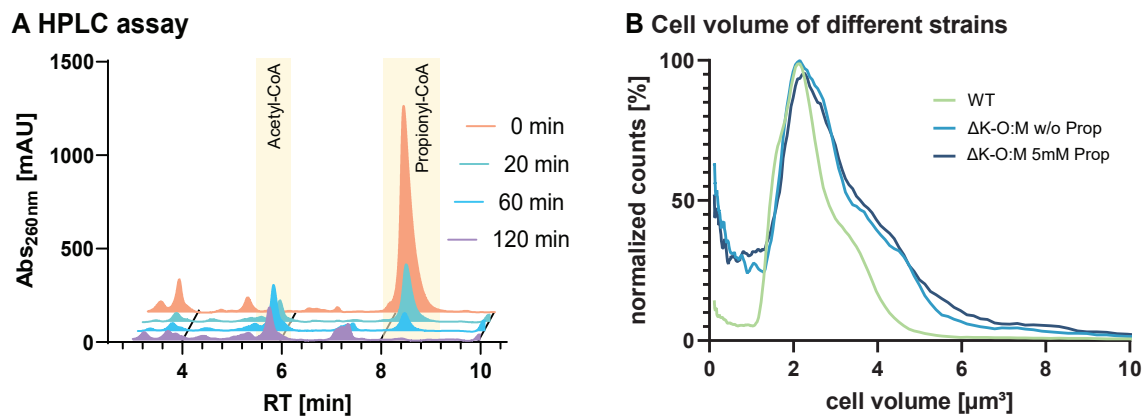 A HPLC assay
1500
1000
500
0
Abs260nm [mAU]
Acetyl-CoA
Propionyl-CoA
0 min
20 min
60 min
120 min
4 6 8 10
RT [min]
B Cell volume of different strains
100
50
0
normalized counts [%]
WT
ΔK-O:M w/o Prop
ΔK-O:M 5mM Prop
0 2 4 6 8 10
cell volume [µm³]